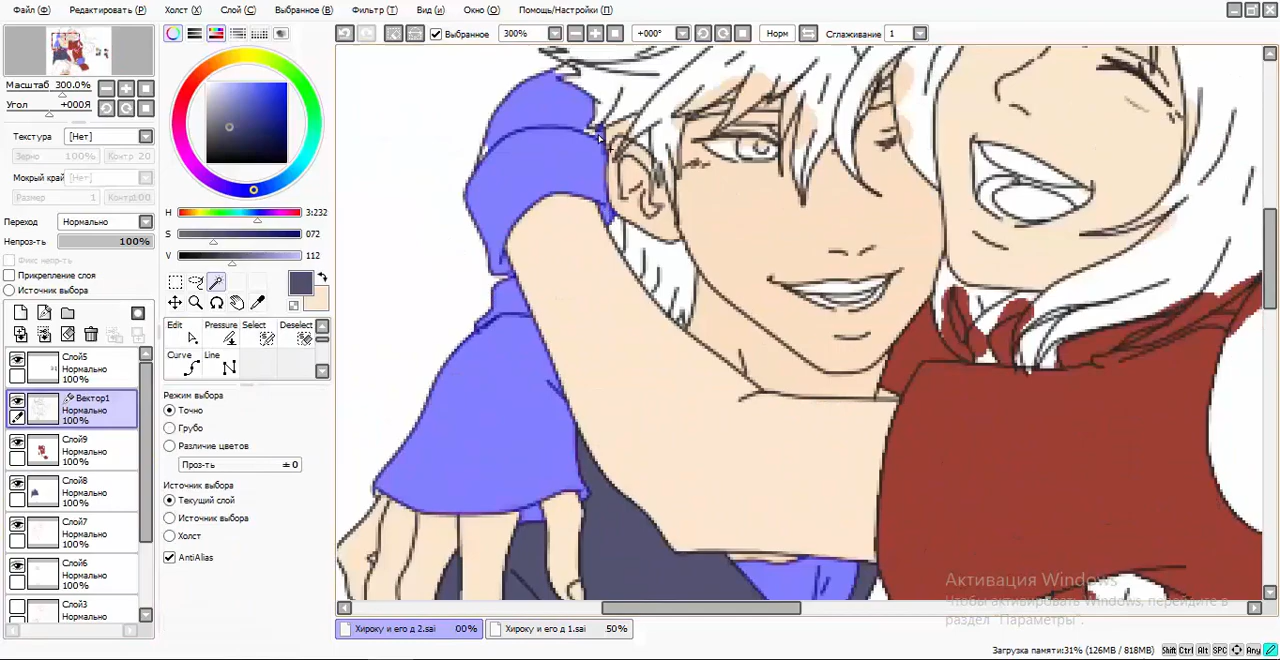 Файл (Ф) Редактировать (Р) Холст (Х) Слой (С) Выбранное (В) Фильтр (Т) Вид (И) Окно (О) Помощь/Настройки (П)
Выбранное 300% +000° Норм Сглаживание 1
Масштаб 300.0%
Угол +000Я
Текстура [Нет]
Зерно 100% Контр 20
Мокрый край [Нет]
Размер 1 Контр 100
Переход Нормально
Непроз-ть 100%
Фикс непр-ть
Прикрепление слоя
Источник выбора
H 3:232
S 072
V 112
Edit Pressure Select Deselect
Curve Line
Режим выбора
Точно
Грубо
Различие цветов
Проз-ть ±0
Источник выбора
Текущий слой
Источник выбора
Холст
AntiAlias
Слой5
Нормально
100%
Вектор1
Нормально
100%
Слой9
Нормально
100%
Слой8
Нормально
100%
Слой7
Нормально
100%
Слой6
Нормально
100%
Слой3
Нормально
100%
Активация Windows
Чтобы активировать Windows, перейдите в
раздел "Параметры".
Хироку и его д 2.sai 00% Хироку и его д 1.sai 50%
Загрузка памяти:31% (126MB / 818MB) Shift Ctrl Alt SPC Any